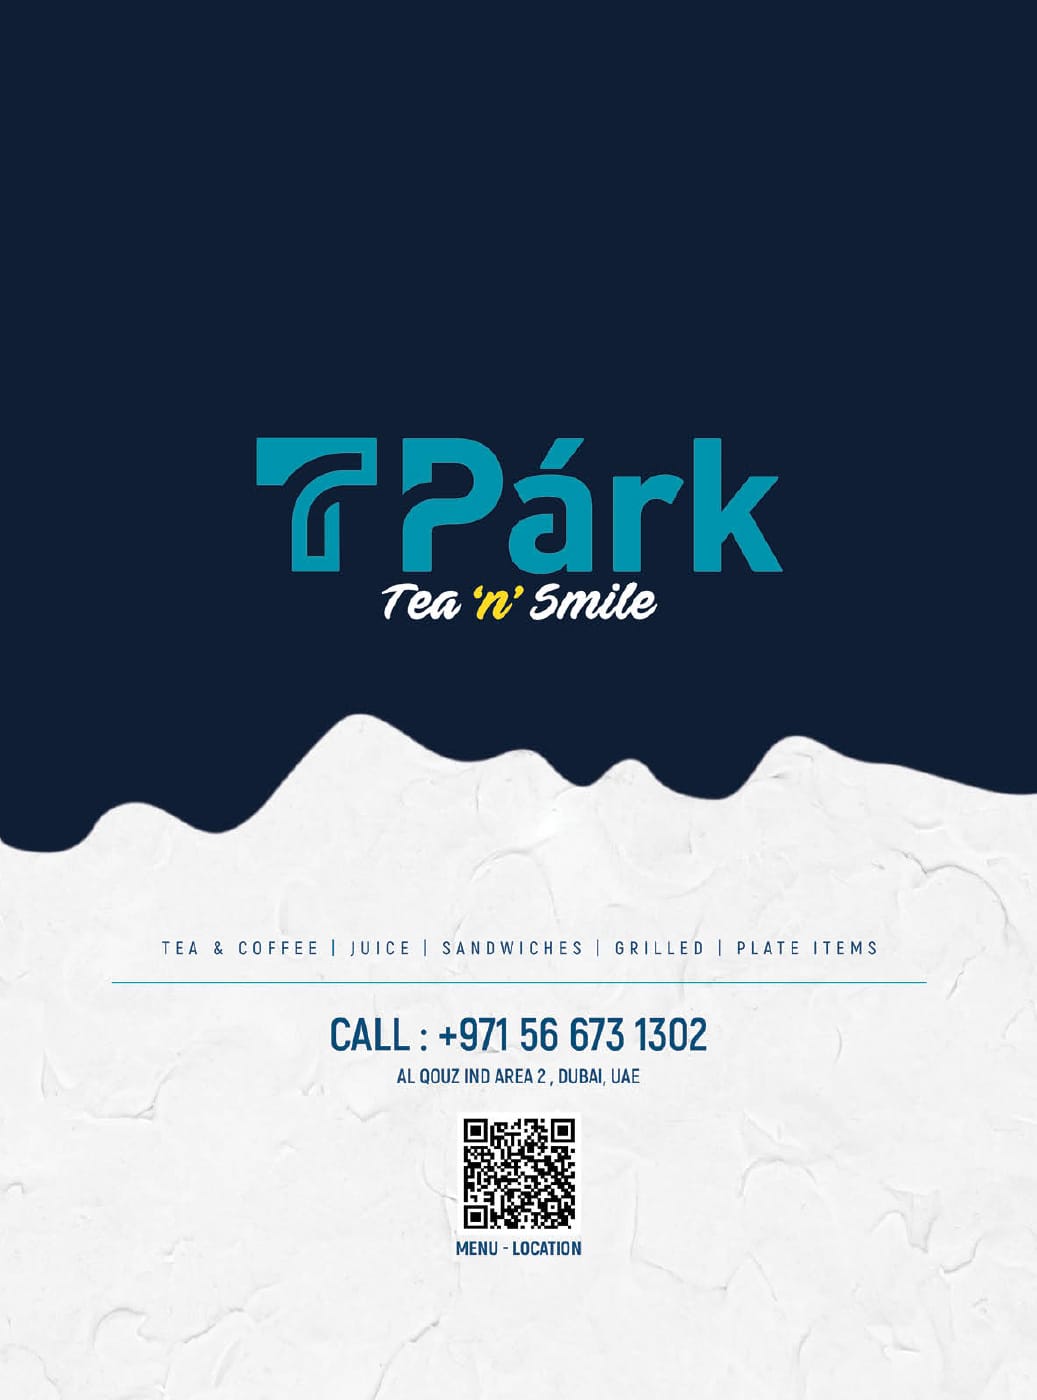 T Párk
Tea 'n' Smile
TEA & COFFEE | JUICE | SANDWICHES | GRILLED | PLATE ITEMS
CALL : +971 56 673 1302
AL QOUZ IND AREA 2 , DUBAI, UAE
MENU - LOCATION